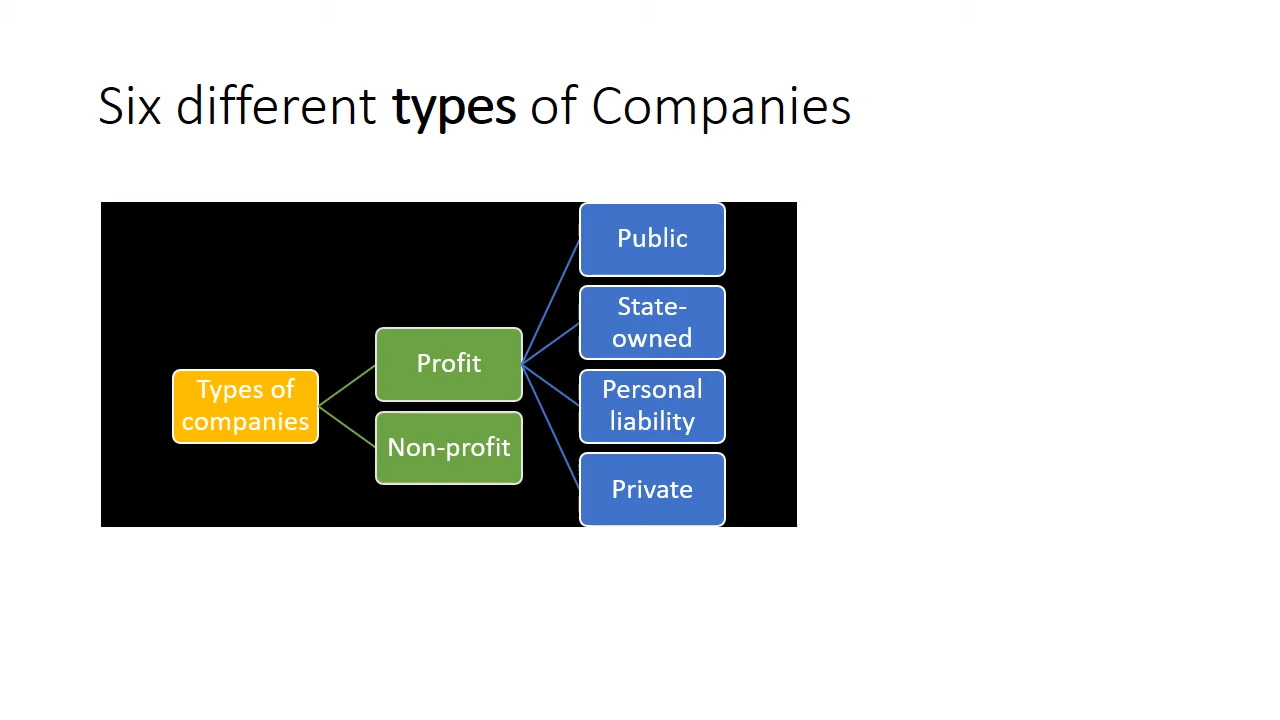 Six different types of Companies
Types of
companies
Profit
Non-profit
Public
State-
owned
Personal
liability
Private